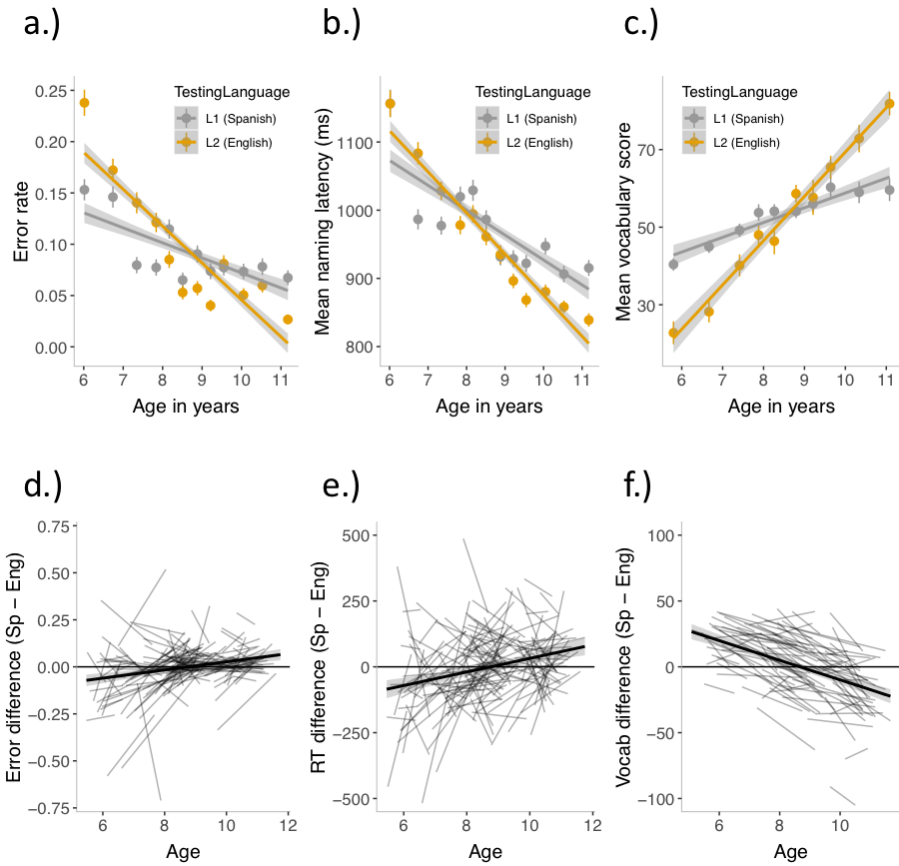 a.)
b.)
c.)
TestingLanguage
L1 (Spanish)
L2 (English)
TestingLanguage
L1 (Spanish)
L2 (English)
TestingLanguage
L1 (Spanish)
L2 (English)
Error rate
0.25
0.20
0.15
0.10
0.05
0.00
6 7 8 9 10 11
Age in years
Mean naming latency (ms)
1100
1000
900
800
6 7 8 9 10 11
Age in years
Mean vocabulary score
70
50
30
6 7 8 9 10 11
Age in years
d.)
e.)
f.)
Error difference (Sp − Eng)
0.75
0.50
0.25
0.00
−0.25
−0.50
−0.75
6 8 10 12
Age
RT difference (Sp − Eng)
500
250
0
−250
−500
6 8 10 12
Age
Vocab difference (Sp − Eng)
100
50
0
−50
−100
6 8 10
Age